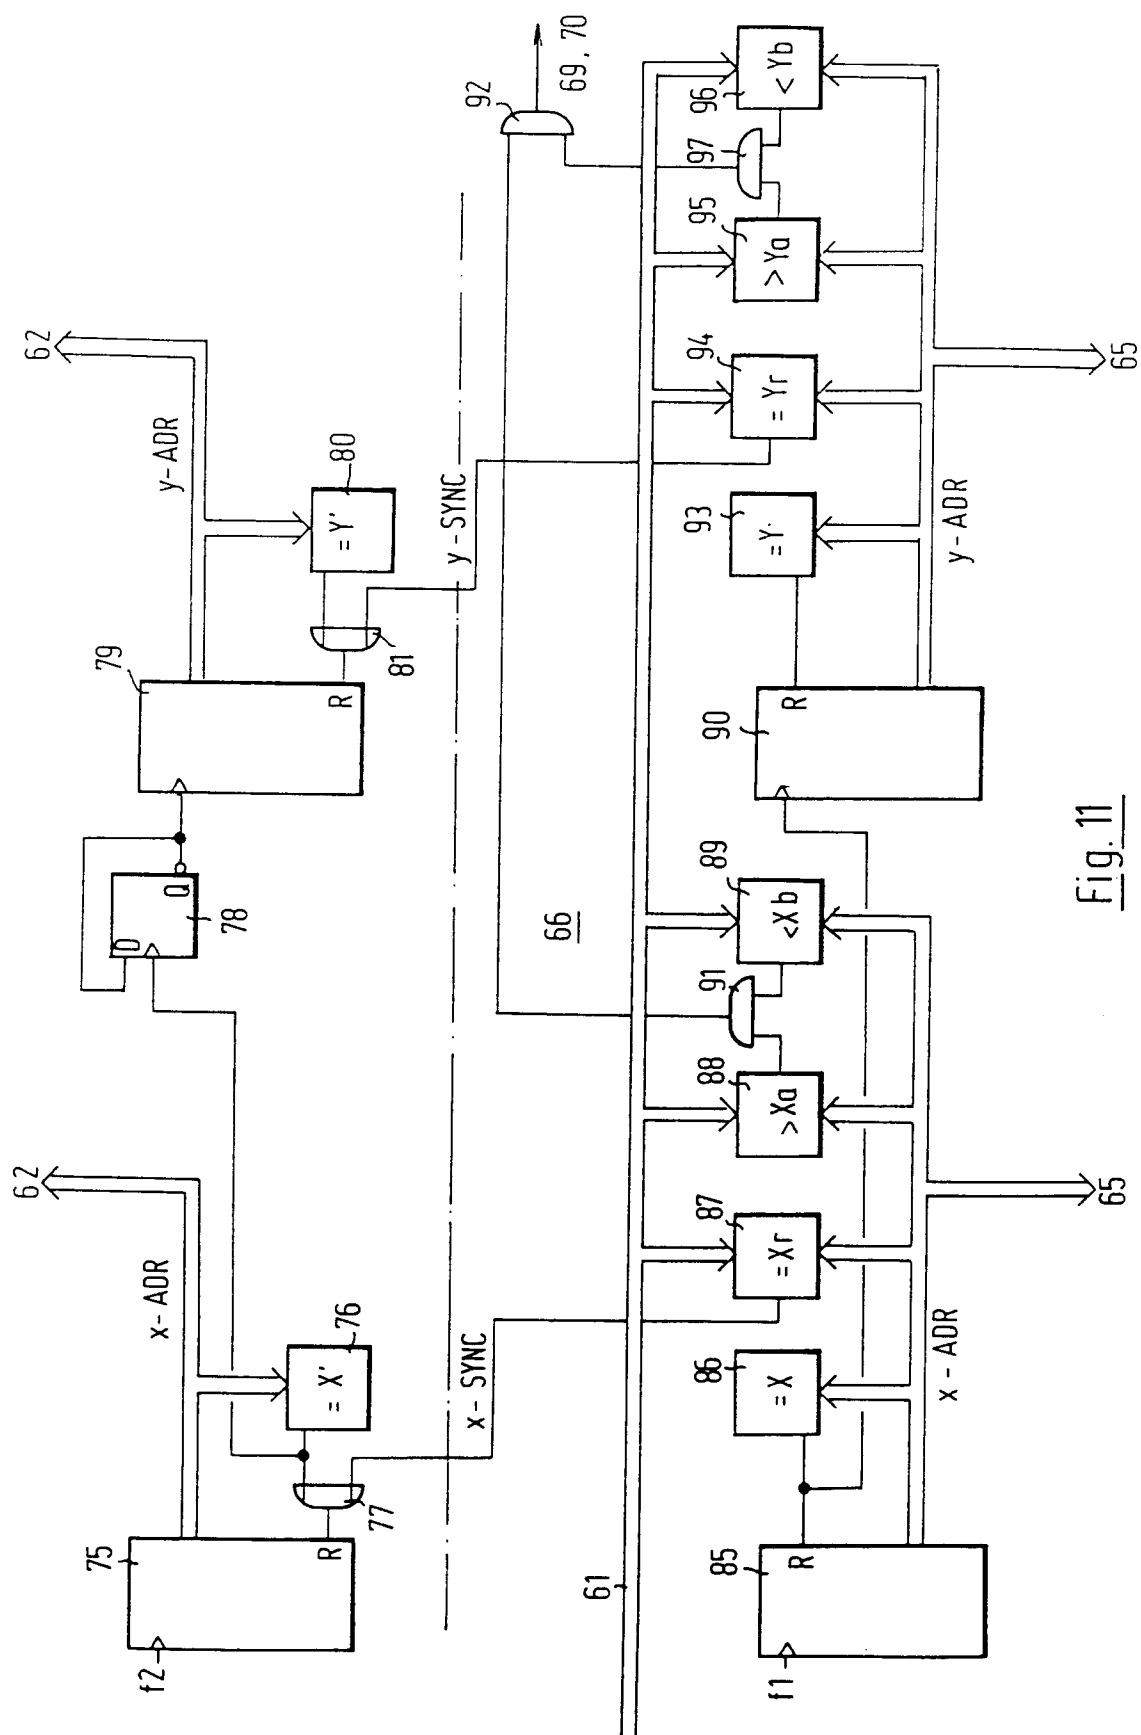 f2
75
R
77
x-ADR
= X'
76
62
D
Q
78
79
R
81
y-ADR
= Y'
80
62
x-SYNC
y-SYNC
66
92
69, 70
61
f1
85
R
86
= X
87
=Xr
88
>Xa
91
89
<Xb
x - ADR
65
90
R
93
=Y
94
=Yr
95
>Ya
97
96
<Yb
y-ADR
65
Fig. 11